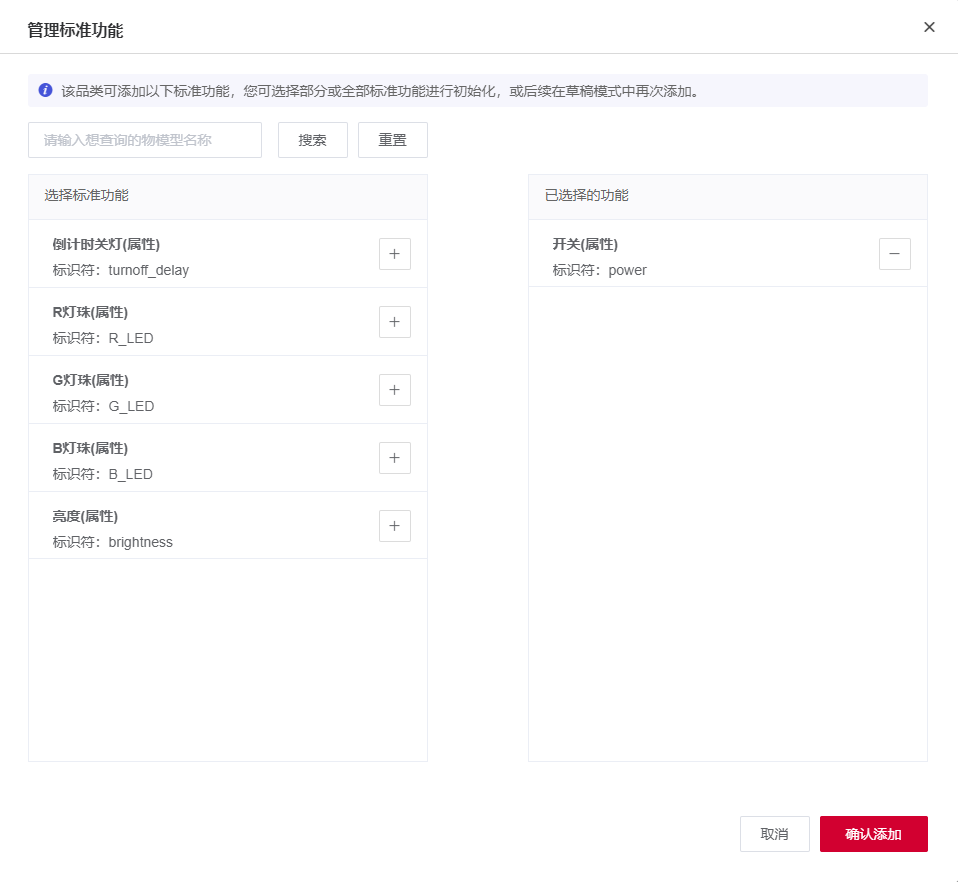 管理标准功能
该品类可添加以下标准功能，您可选择部分或全部标准功能进行初始化，或后续在草稿模式中再次添加。
请输入想查询的物模型名称 搜索 重置
选择标准功能
倒计时关灯(属性)
标识符：turnoff_delay
R灯珠(属性)
标识符：R_LED
G灯珠(属性)
标识符：G_LED
B灯珠(属性)
标识符：B_LED
亮度(属性)
标识符：brightness
已选择的功能
开关(属性)
标识符：power
取消 确认添加